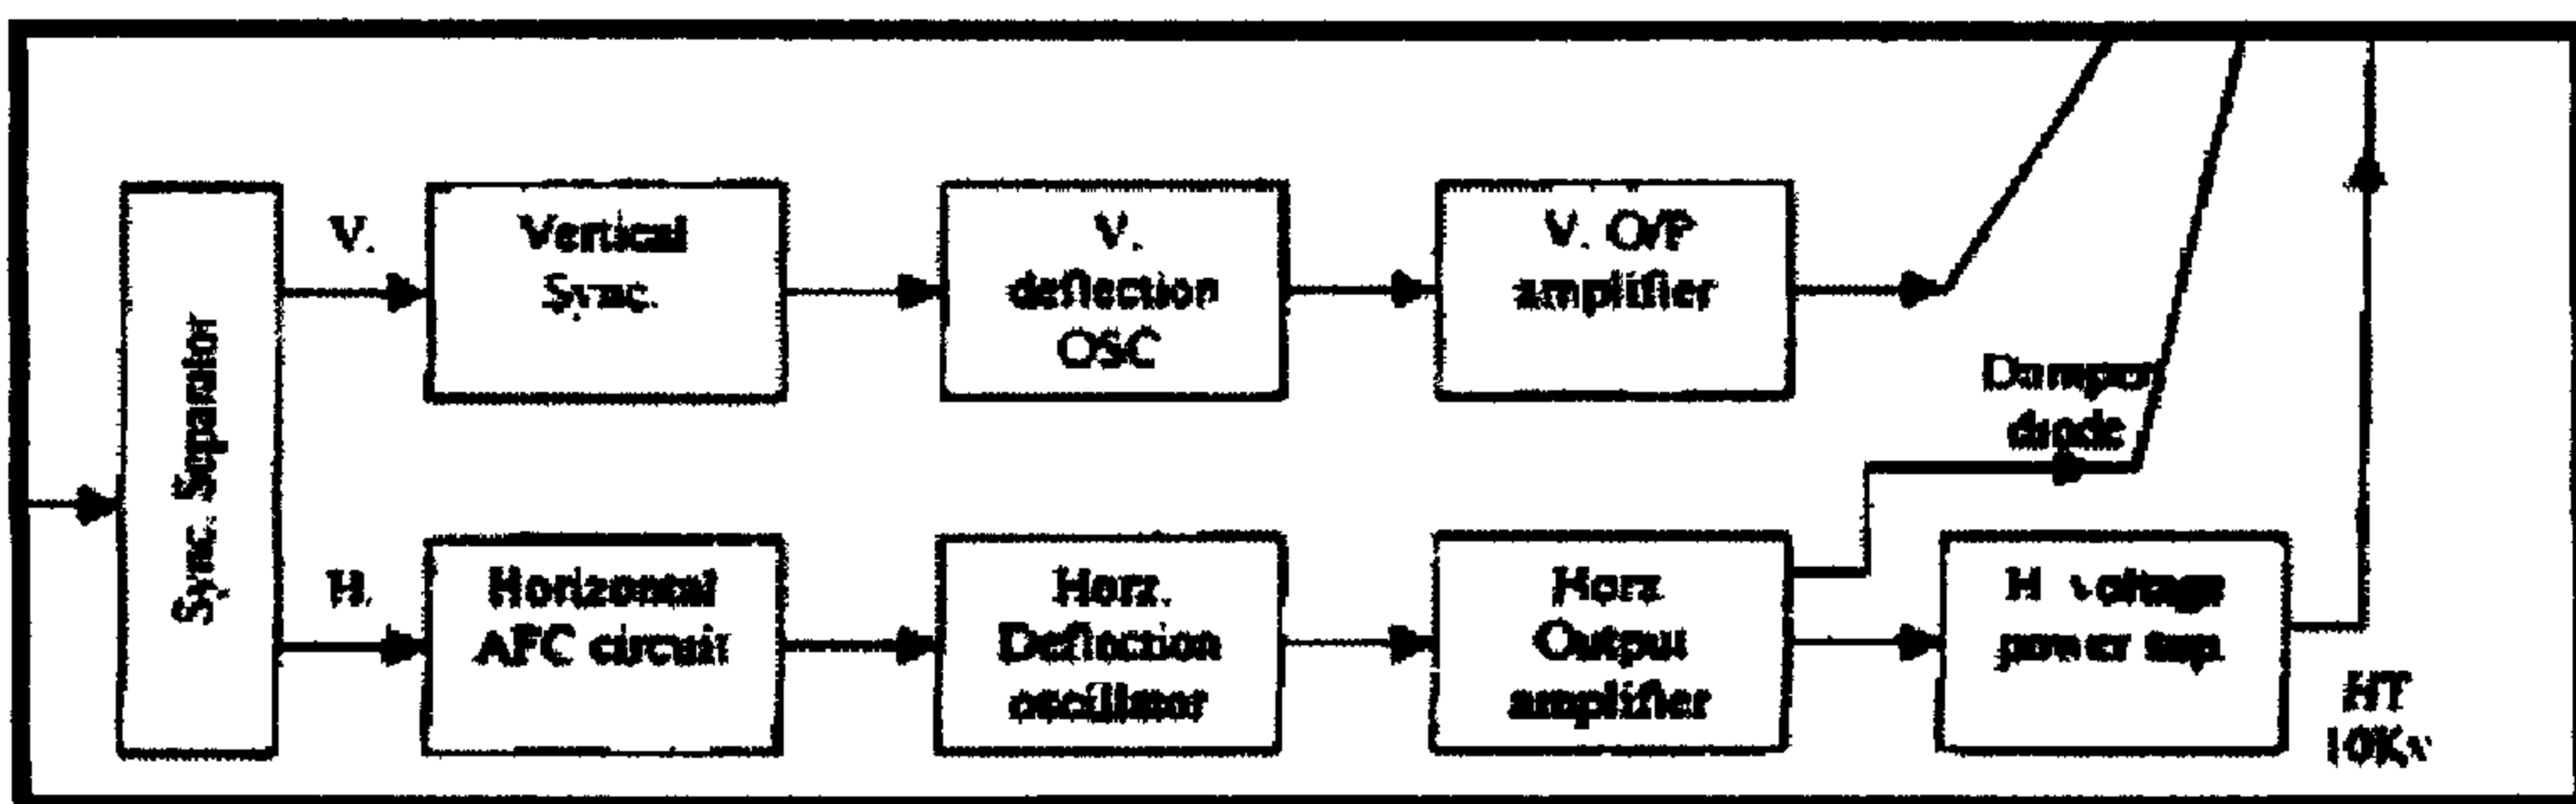 Sync. Separator
V.
Vertical
Sync.
V.
deflection
OSC
V. O/P
amplifier
Damper
diode
H.
Horizontal
AFC circuit
Horz.
Deflection
oscillator
Horz
Output
amplifier
H voltage
power sup.
HT
10Kv